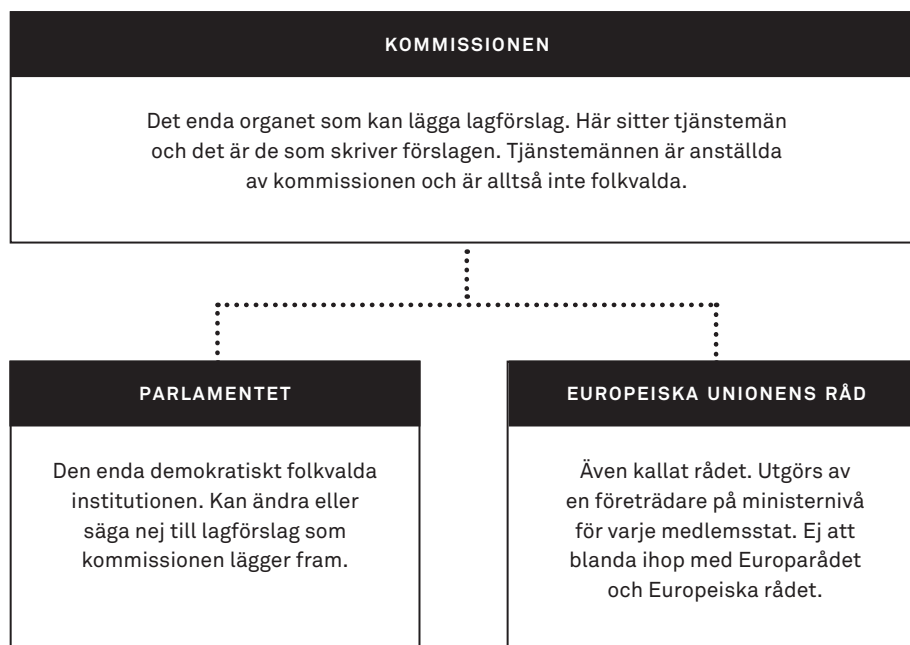 KOMMISSIONEN
Det enda organet som kan lägga lagförslag. Här sitter tjänstemän
och det är de som skriver förslagen. Tjänstemännen är anställda
av kommissionen och är alltså inte folkvalda.
PARLAMENTET
Den enda demokratiskt folkvalda
institutionen. Kan ändra eller
säga nej till lagförslag som
kommissionen lägger fram.
EUROPEISKA UNIONENS RÅD
Även kallat rådet. Utgörs av
en företrädare på ministernivå
för varje medlemsstat. Ej att
blanda ihop med Europarådet
och Europeiska rådet.